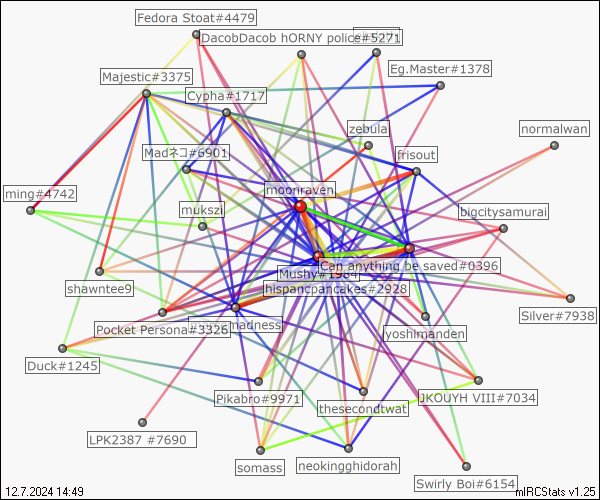 Fedora Stoat#4479
DacobDacob hORNY police#5271
Eg.Master#1378
Majestic#3375
Cypha#1717
zebula
normalwan
Madネコ#6901
frisout
moonraven
ming#4742
mukszi
bigcitysamurai
Can anything be saved#0396
Mushy#1984
hispancpancakes#2928
shawntee9
Silver#7938
Pocket Persona#3326
madness
yoshimanden
Duck#1245
Pikabro#9971
thesecondtwat
JKOUYH VIII#7034
LPK2387 #7690
somass
neokingghidorah
Swirly Boi#6154
12.7.2024 14:49
mIRCStats v1.25